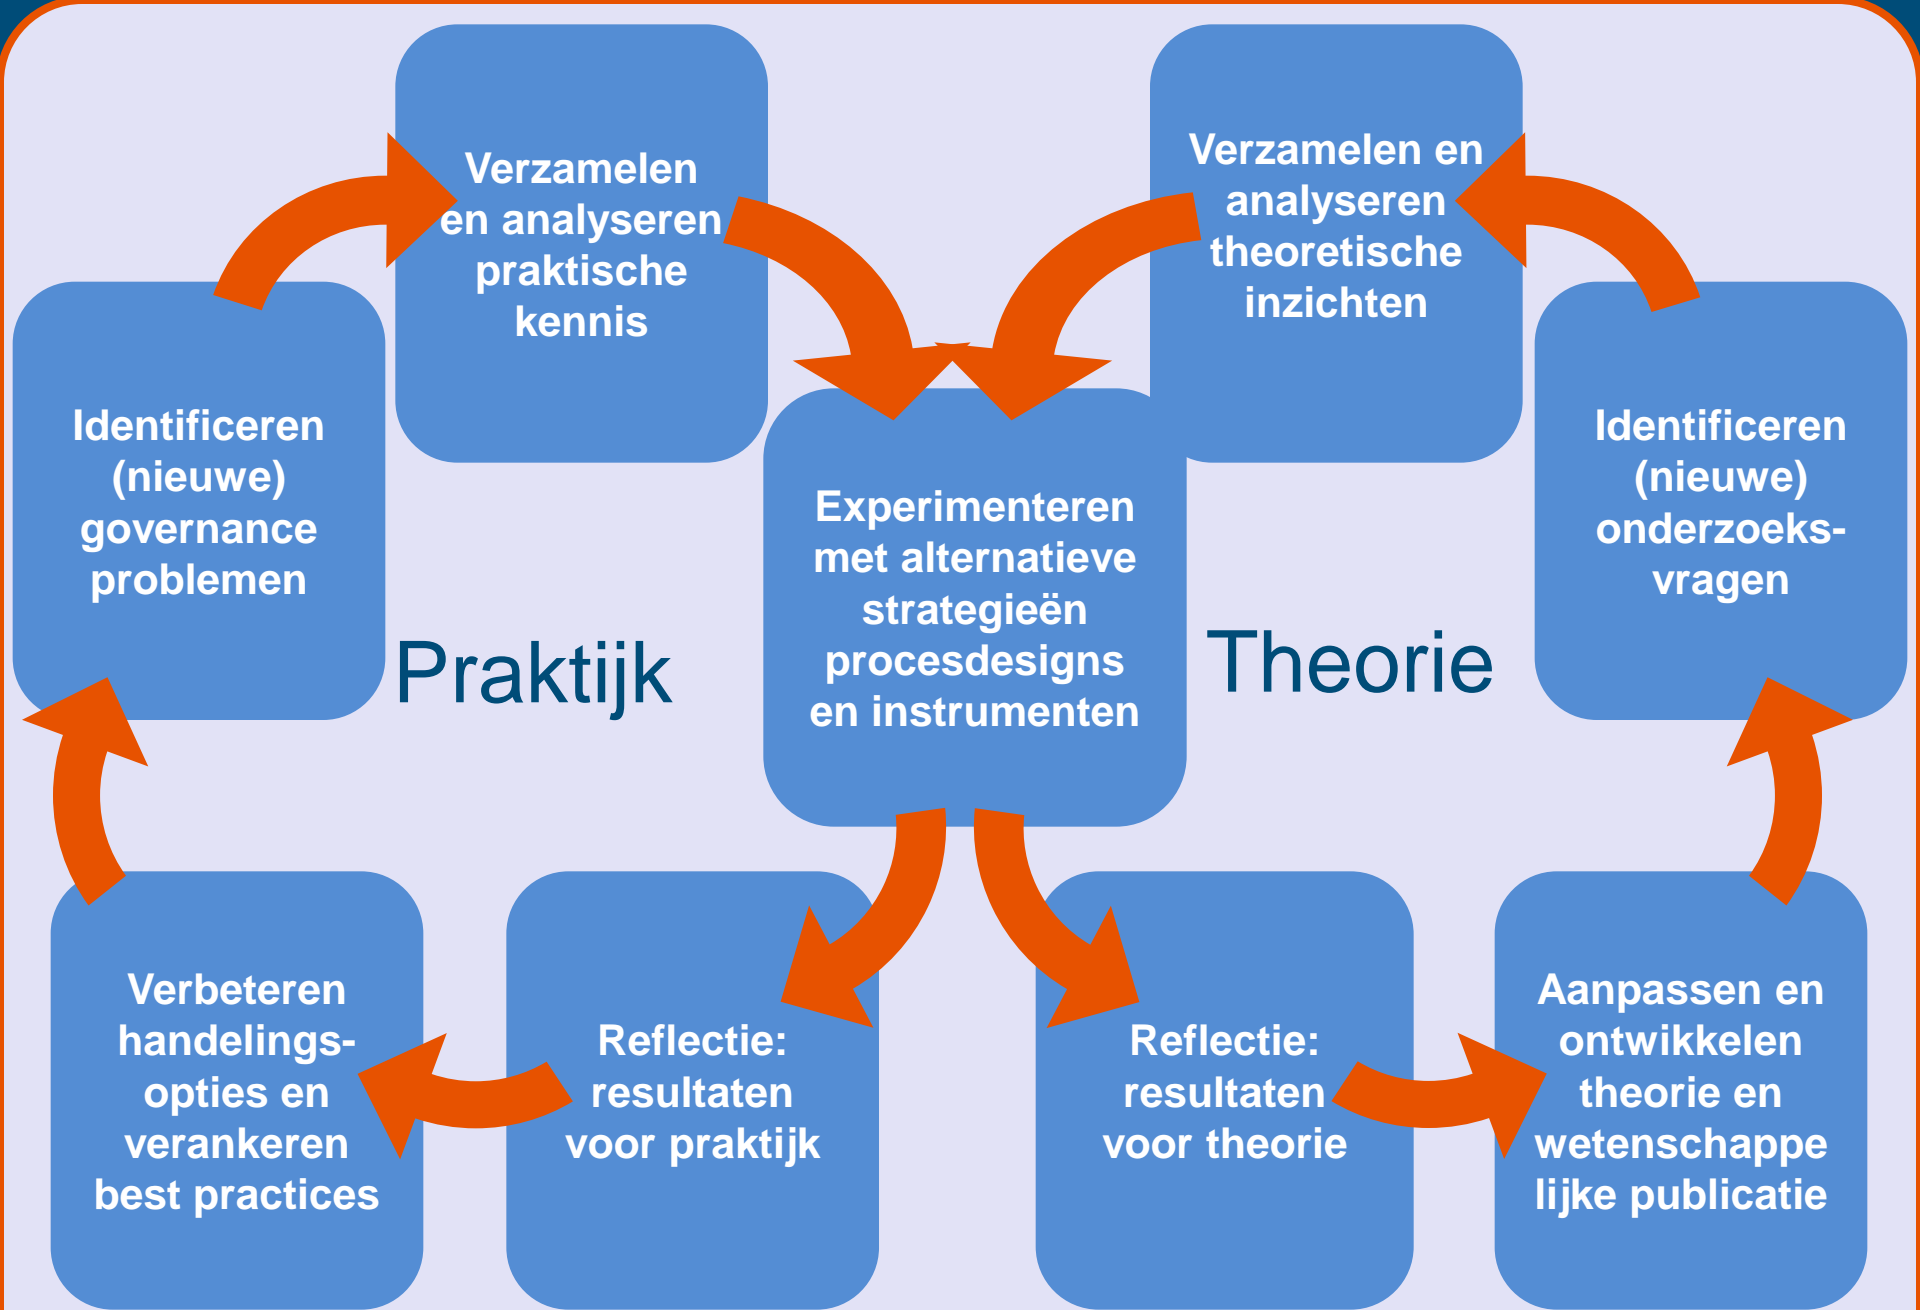 Verzamelen
en analyseren
praktische
kennis
Verzamelen en
analyseren
theoretische
inzichten
Identificeren
(nieuwe)
governance
problemen
Experimenteren
met alternatieve
strategieën
procesdesigns
en instrumenten
Identificeren
(nieuwe)
onderzoeks-
vragen
Praktijk
Theorie
Verbeteren
handelings-
opties en
verankeren
best practices
Reflectie:
resultaten
voor praktijk
Reflectie:
resultaten
voor theorie
Aanpassen en
ontwikkelen
theorie en
wetenschappe
lijke publicatie